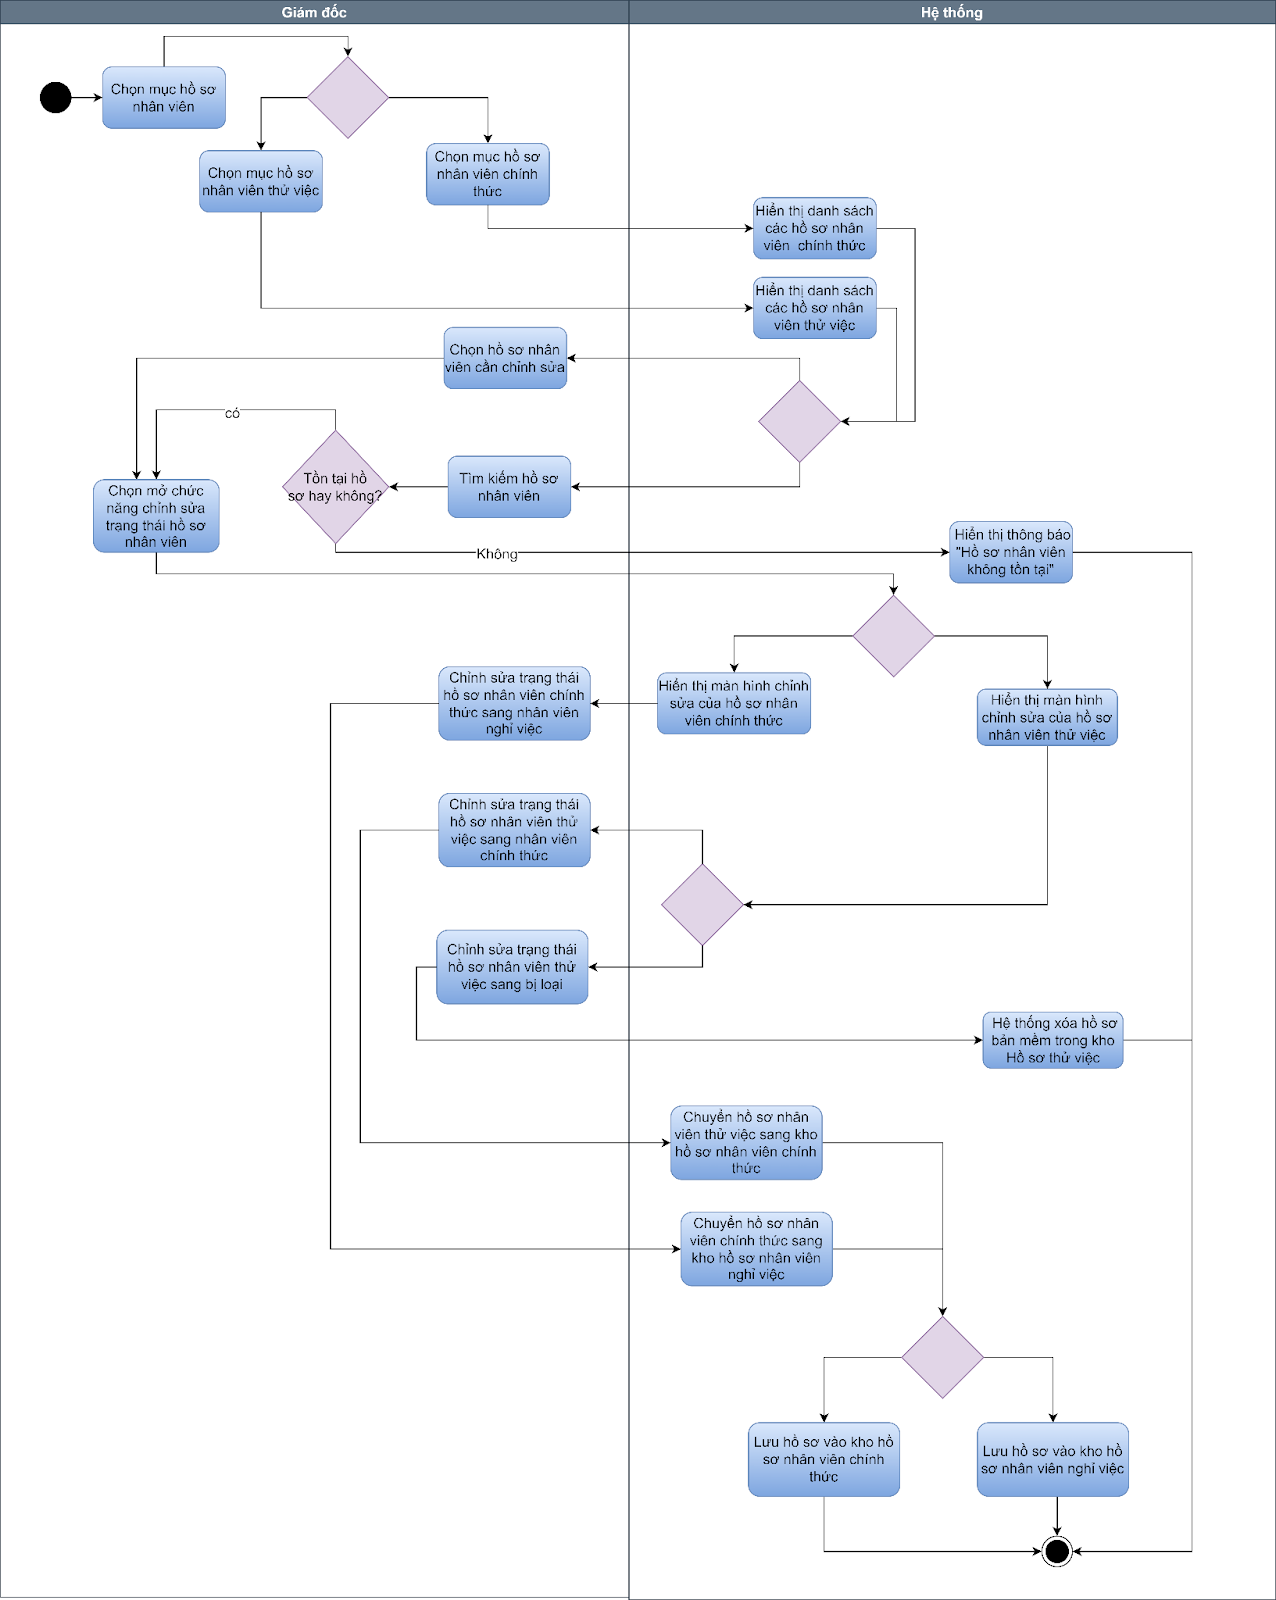 Giám đốc
Hệ thống
Chọn mục hồ sơ
nhân viên
Chọn mục hồ sơ
nhân viên thử việc
Chọn mục hồ sơ
nhân viên chính
thức
Hiển thị danh sách
các hồ sơ nhân
viên chính thức
Hiển thị danh sách
các hồ sơ nhân
viên thử việc
Chọn hồ sơ nhân
viên cần chỉnh sửa
có
Tồn tại hồ
sơ hay không?
Tìm kiếm hồ sơ
nhân viên
Chọn mở chức
năng chỉnh sửa
trạng thái hồ sơ
nhân viên
Không
Hiển thị thông báo
"Hồ sơ nhân viên
không tồn tại"
Chỉnh sửa trạng thái
hồ sơ nhân viên chính
thức sang nhân viên
nghỉ việc
Hiển thị màn hình chỉnh
sửa của hồ sơ nhân
viên chính thức
Hiển thị màn hình
chỉnh sửa của hồ sơ
nhân viên thử việc
Chỉnh sửa trạng thái
hồ sơ nhân viên thử
việc sang nhân viên
chính thức
Chỉnh sửa trạng thái
hồ sơ nhân viên thử
việc sang bị loại
Hệ thống xóa hồ sơ
bản mềm trong kho
Hồ sơ thử việc
Chuyển hồ sơ nhân
viên thử việc sang kho
hồ sơ nhân viên chính
thức
Chuyển hồ sơ nhân
viên chính thức sang
kho hồ sơ nhân viên
nghỉ việc
Lưu hồ sơ vào kho hồ
sơ nhân viên chính
thức
Lưu hồ sơ vào kho hồ
sơ nhân viên nghỉ việc